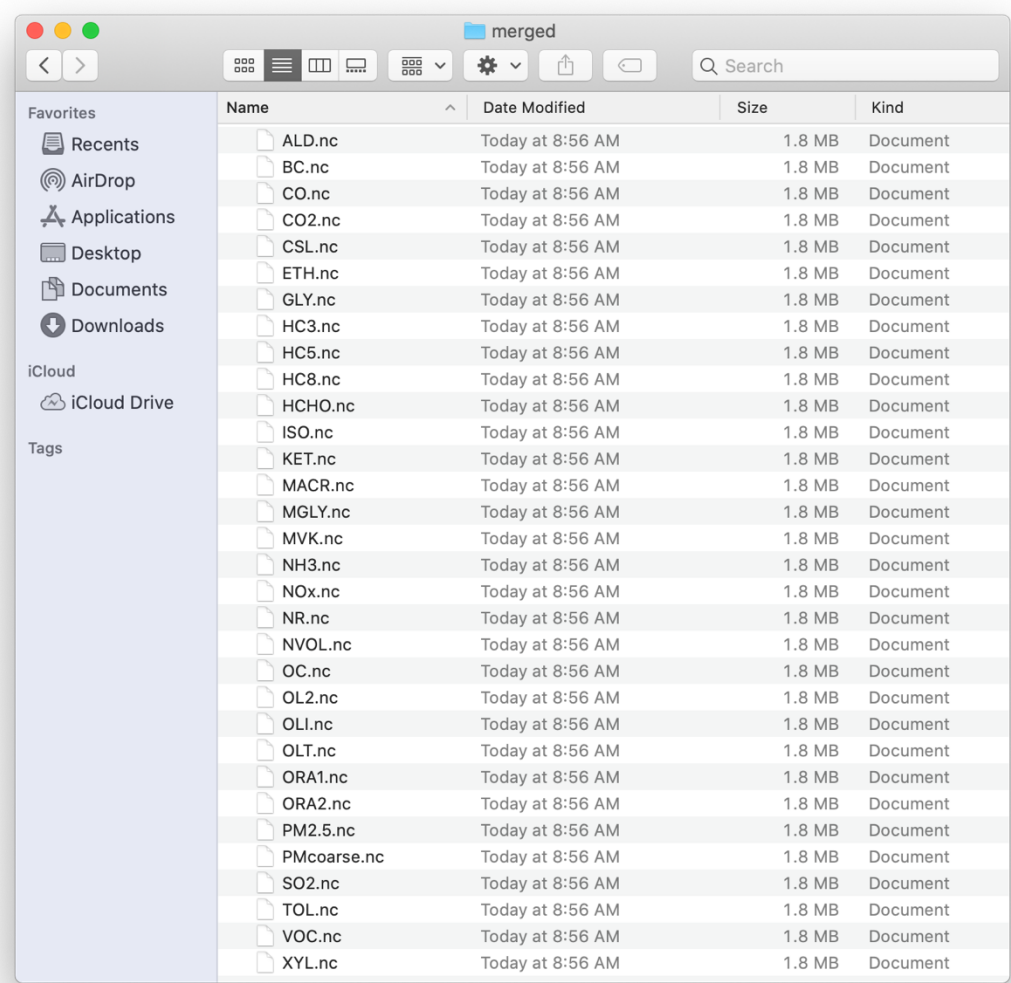 merged
Search
Favorites
Recents
AirDrop
Applications
Desktop
Documents
Downloads
iCloud
iCloud Drive
Tags
Name Date Modified Size Kind
ALD.nc Today at 8:56 AM 1.8 MB Document
BC.nc Today at 8:56 AM 1.8 MB Document
CO.nc Today at 8:56 AM 1.8 MB Document
CO2.nc Today at 8:56 AM 1.8 MB Document
CSL.nc Today at 8:56 AM 1.8 MB Document
ETH.nc Today at 8:56 AM 1.8 MB Document
GLY.nc Today at 8:56 AM 1.8 MB Document
HC3.nc Today at 8:56 AM 1.8 MB Document
HC5.nc Today at 8:56 AM 1.8 MB Document
HC8.nc Today at 8:56 AM 1.8 MB Document
HCHO.nc Today at 8:56 AM 1.8 MB Document
ISO.nc Today at 8:56 AM 1.8 MB Document
KET.nc Today at 8:56 AM 1.8 MB Document
MACR.nc Today at 8:56 AM 1.8 MB Document
MGLY.nc Today at 8:56 AM 1.8 MB Document
MVK.nc Today at 8:56 AM 1.8 MB Document
NH3.nc Today at 8:56 AM 1.8 MB Document
NOx.nc Today at 8:56 AM 1.8 MB Document
NR.nc Today at 8:56 AM 1.8 MB Document
NVOL.nc Today at 8:56 AM 1.8 MB Document
OC.nc Today at 8:56 AM 1.8 MB Document
OL2.nc Today at 8:56 AM 1.8 MB Document
OLI.nc Today at 8:56 AM 1.8 MB Document
OLT.nc Today at 8:56 AM 1.8 MB Document
ORA1.nc Today at 8:56 AM 1.8 MB Document
ORA2.nc Today at 8:56 AM 1.8 MB Document
PM2.5.nc Today at 8:56 AM 1.8 MB Document
PMcoarse.nc Today at 8:56 AM 1.8 MB Document
SO2.nc Today at 8:56 AM 1.8 MB Document
TOL.nc Today at 8:56 AM 1.8 MB Document
VOC.nc Today at 8:56 AM 1.8 MB Document
XYL.nc Today at 8:56 AM 1.8 MB Document